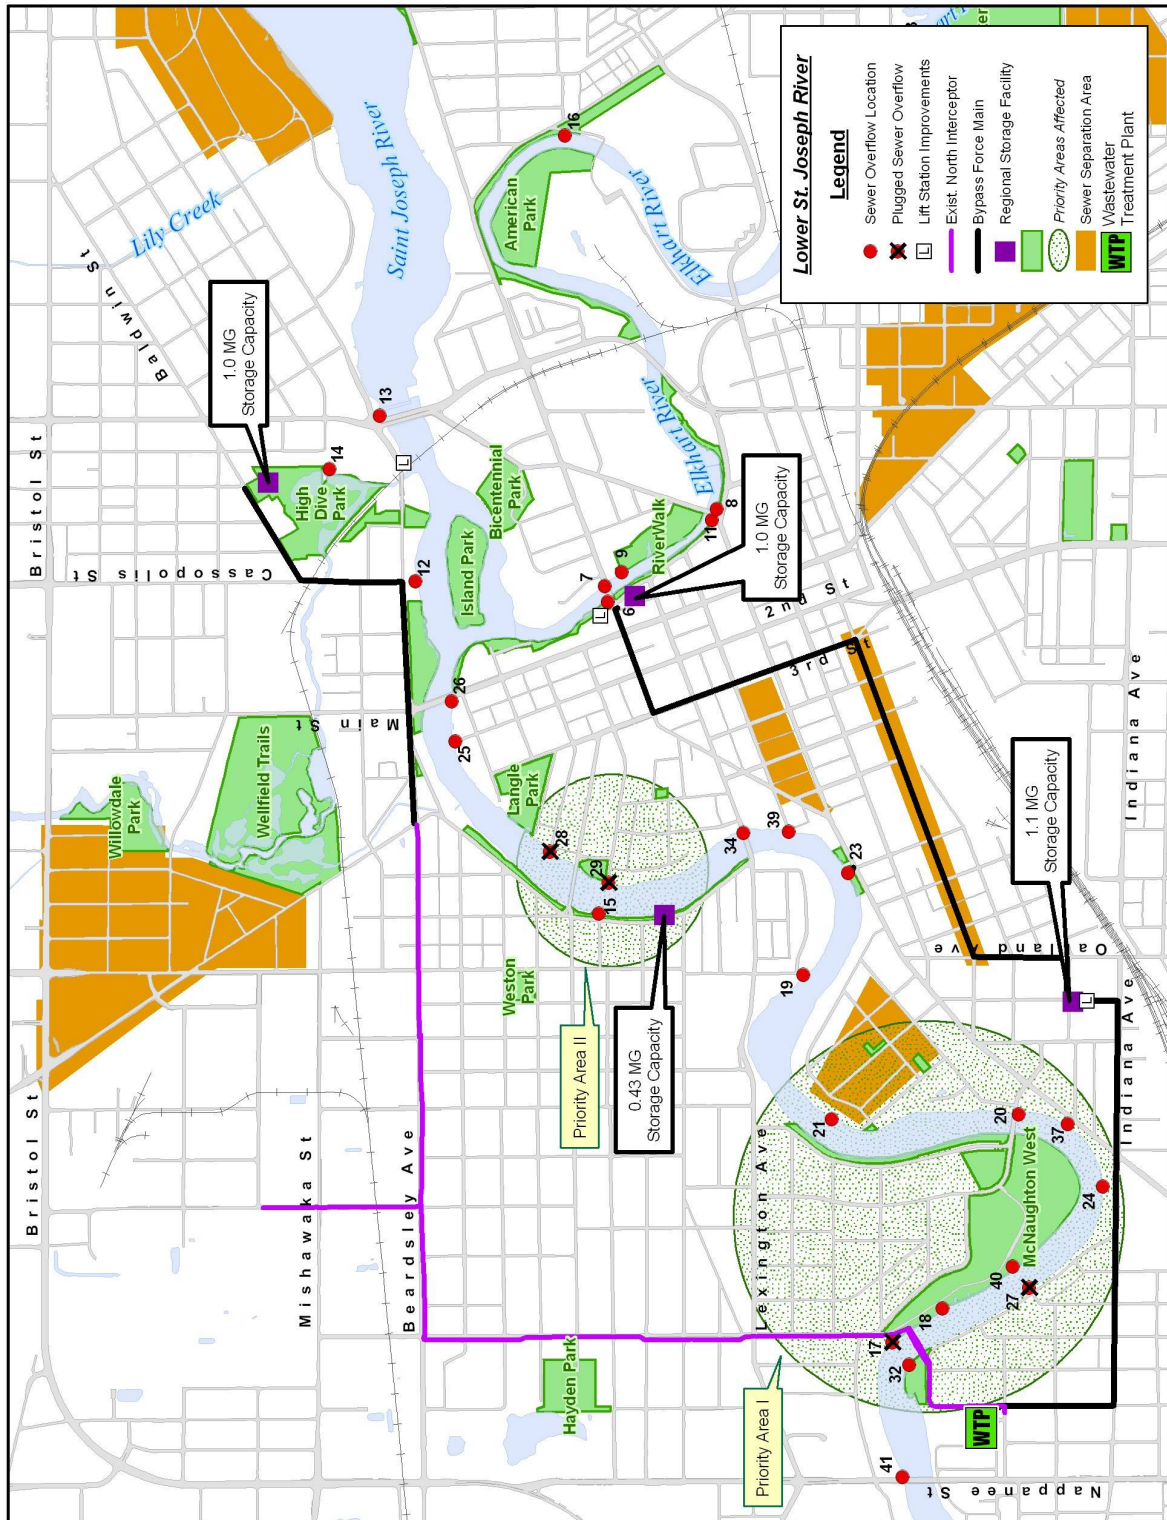 Lower St. Joseph River
Legend
Sewer Overflow Location
Plugged Sewer Overflow
L
Lift Station Improvements
Exist. North Interceptor
Bypass Force Main
Regional Storage Facility
Priority Areas Affected
Sewer Separation Area
WTP
Wastewater
Treatment Plant
Bristol St
Bristol St
Mishawaka St
Beardsley Ave
Lexington Ave
Indiana Ave
Indiana Ave
Nappanee St
Oakland Ave
Main St
Cassopolis St
Baldwin St
2nd St
3rd St
Lily Creek
Saint Joseph River
Elkhart River
Elkhart River
Willowdale
Park
Wellfield Trails
High
Dive
Park
Island Park
Bicentennial
Park
American
Park
RiverWalk
Langle
Park
Weston
Park
Hayden Park
McNaughton West
1.0 MG
Storage Capacity
1.0 MG
Storage Capacity
1.1 MG
Storage Capacity
0.43 MG
Storage Capacity
Priority Area I
Priority Area II
WTP
L
L
L
41
32
17
18
40
27
24
37
20
21
19
23
39
34
15
29
28
25
26
12
14
13
6
7
9
11
8
16